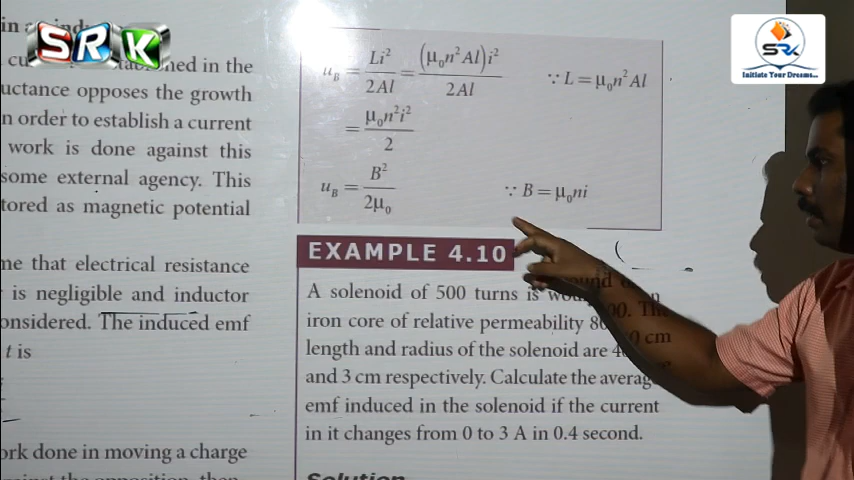 in a
SRK
SRK
Initiate Your Dreams...
ned in the
uctance opposes the growth
n order to establish a current
work is done against this
some external agency. This
tored as magnetic potential
me that electrical resistance
is negligible and inductor
onsidered. The induced emf
t is
ork done in moving a charge
u_B = Li²/2Al = (μ₀n²Al)i²/2Al ∵ L = μ₀n²Al
= μ₀n²i²/2
u_B = B²/2μ₀ ∵ B = μ₀ni
EXAMPLE 4.10
A solenoid of 500 turns is
iron core of relative permeability
length and radius of the solenoid are cm
and 3 cm respectively. Calculate the
emf induced in the solenoid if the current
in it changes from 0 to 3 A in 0.4 second.
Solution